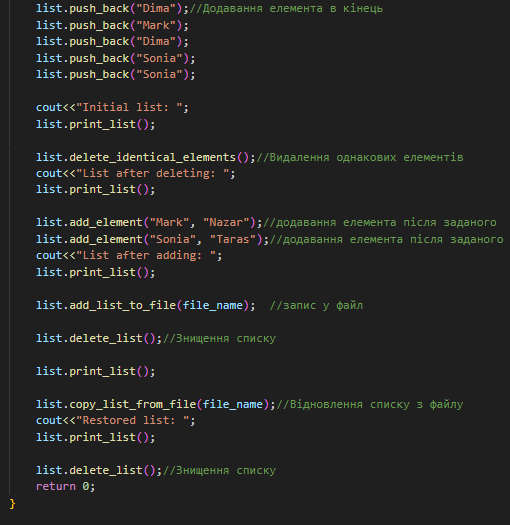 list.push_back("Dima");//Додавання елемента в кінець
list.push_back("Mark");
list.push_back("Dima");
list.push_back("Sonia");
list.push_back("Sonia");
cout<<"Initial list: ";
list.print_list();
list.delete_identical_elements();//Видалення однакових елементів
cout<<"List after deleting: ";
list.print_list();
list.add_element("Mark", "Nazar");//додавання елемента після заданого
list.add_element("Sonia", "Taras");//додавання елемента після заданого
cout<<"List after adding: ";
list.print_list();
list.add_list_to_file(file_name);  //запис у файл
list.delete_list();//Знищення списку
list.print_list();
list.copy_list_from_file(file_name);//Відновлення списку з файлу
cout<<"Restored list: ";
list.print_list();
list.delete_list();//Знищення списку
return 0;
}